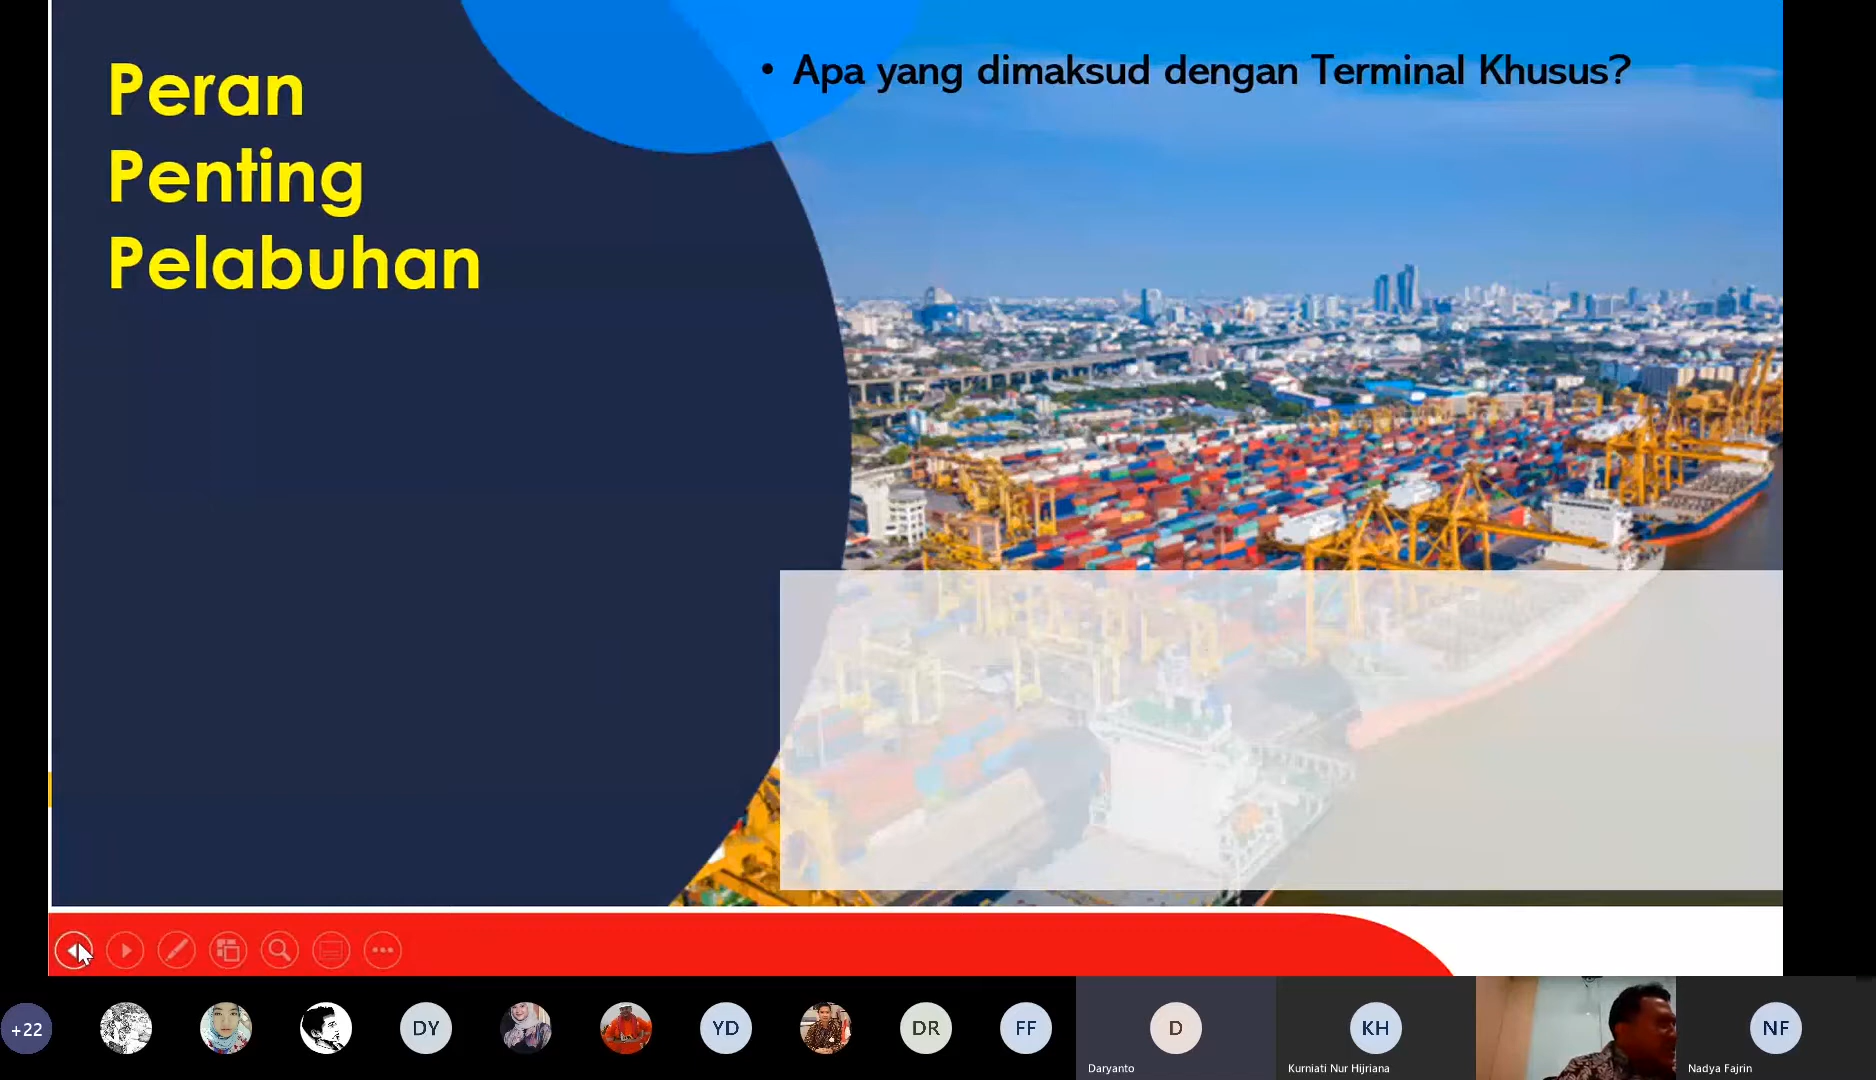 Peran
Penting
Pelabuhan
• Apa yang dimaksud dengan Terminal Khusus?
+22
DY
YD
DR
FF
D
Daryanto
KH
Kurniati Nur Hijriana
NF
Nadya Fajrin